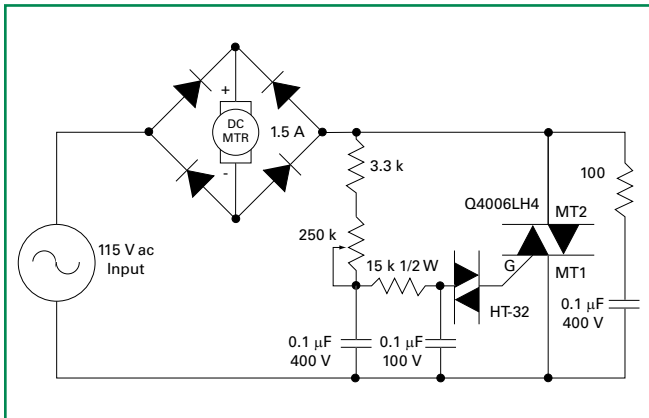 +
DC
MTR
-
1.5 A
3.3 k
100
Q4006LH4
MT2
250 k
15 k 1/2 W
G
MT1
115 V ac
Input
HT-32
0.1 μF
400 V
0.1 μF
100 V
0.1 μF
400 V